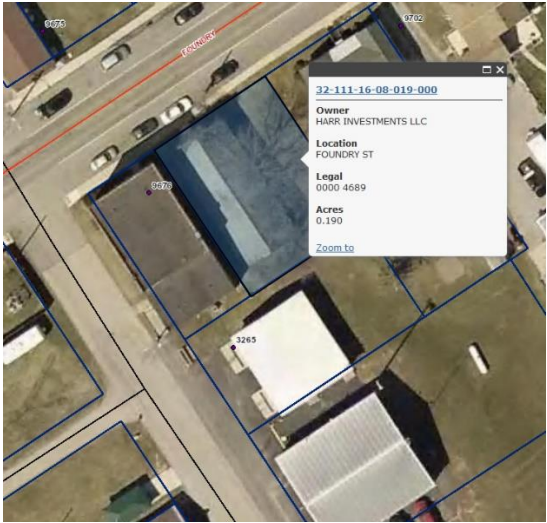 9675
9702
FOUNDRY
32-111-16-08-019-000
Owner
HARR INVESTMENTS LLC
Location
FOUNDRY ST
Legal
0000 4689
Acres
0.190
Zoom to
9676
3265